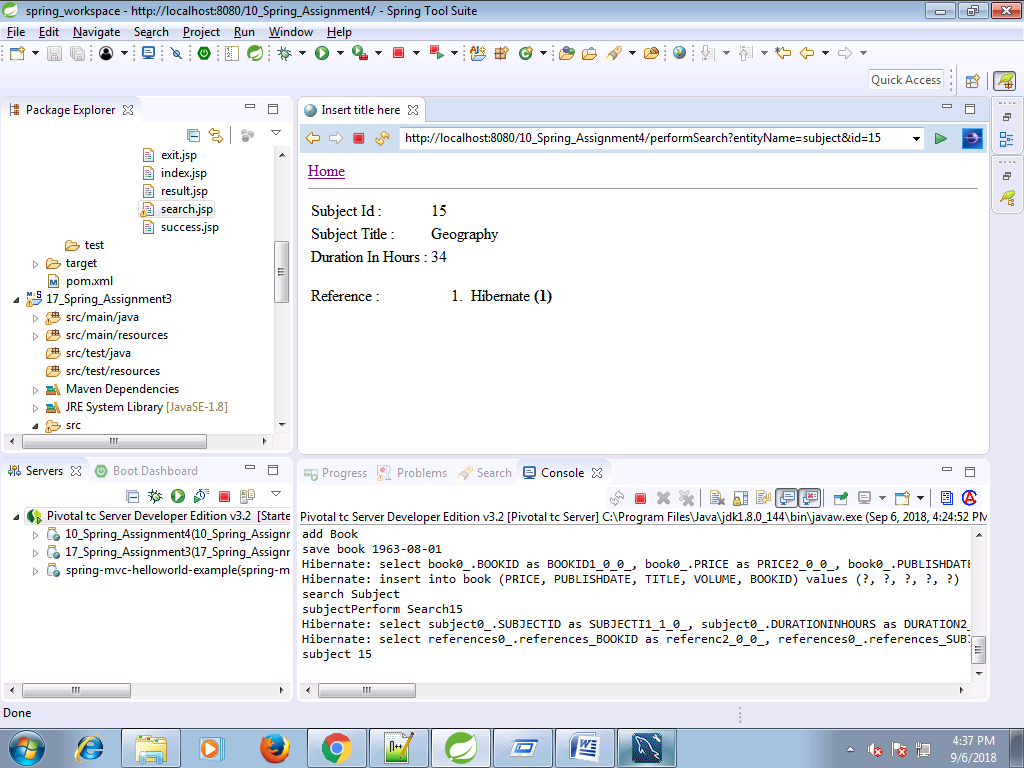 spring_workspace - http://localhost:8080/10_Spring_Assignment4/ - Spring Tool Suite
File Edit Navigate Search Project Run Window Help
Quick Access
Package Explorer
exit.jsp
index.jsp
result.jsp
search.jsp
success.jsp
test
target
pom.xml
17_Spring_Assignment3
src/main/java
src/main/resources
src/test/java
src/test/resources
Maven Dependencies
JRE System Library [JavaSE-1.8]
src
Insert title here
http://localhost:8080/10_Spring_Assignment4/performSearch?entityName=subject&id=15
Home
Subject Id : 15
Subject Title : Geography
Duration In Hours : 34
Reference : 1. Hibernate (1)
Servers Boot Dashboard
Pivotal tc Server Developer Edition v3.2 [Starte
10_Spring_Assignment4(10_Spring_Assignr
17_Spring_Assignment3(17_Spring_Assignr
spring-mvc-helloworld-example(spring-m
Progress Problems Search Console
Pivotal tc Server Developer Edition v3.2 [Pivotal tc Server] C:\Program Files\Java\jdk1.8.0_144\bin\javaw.exe (Sep 6, 2018, 4:24:52 PM
add Book
save book 1963-08-01
Hibernate: select book0_.BOOKID as BOOKID1_0_0_, book0_.PRICE as PRICE2_0_0_, book0_.PUBLISHDATE
Hibernate: insert into book (PRICE, PUBLISHDATE, TITLE, VOLUME, BOOKID) values (?, ?, ?, ?, ?)
search Subject
subjectPerform Search15
Hibernate: select subject0_.SUBJECTID as SUBJECTI1_1_0_, subject0_.DURATIONINHOURS as DURATION2_
Hibernate: select references0_.references_BOOKID as referenc2_0_0_, references0_.references_SUBJ
subject 15
Done
4:37 PM
9/6/2018